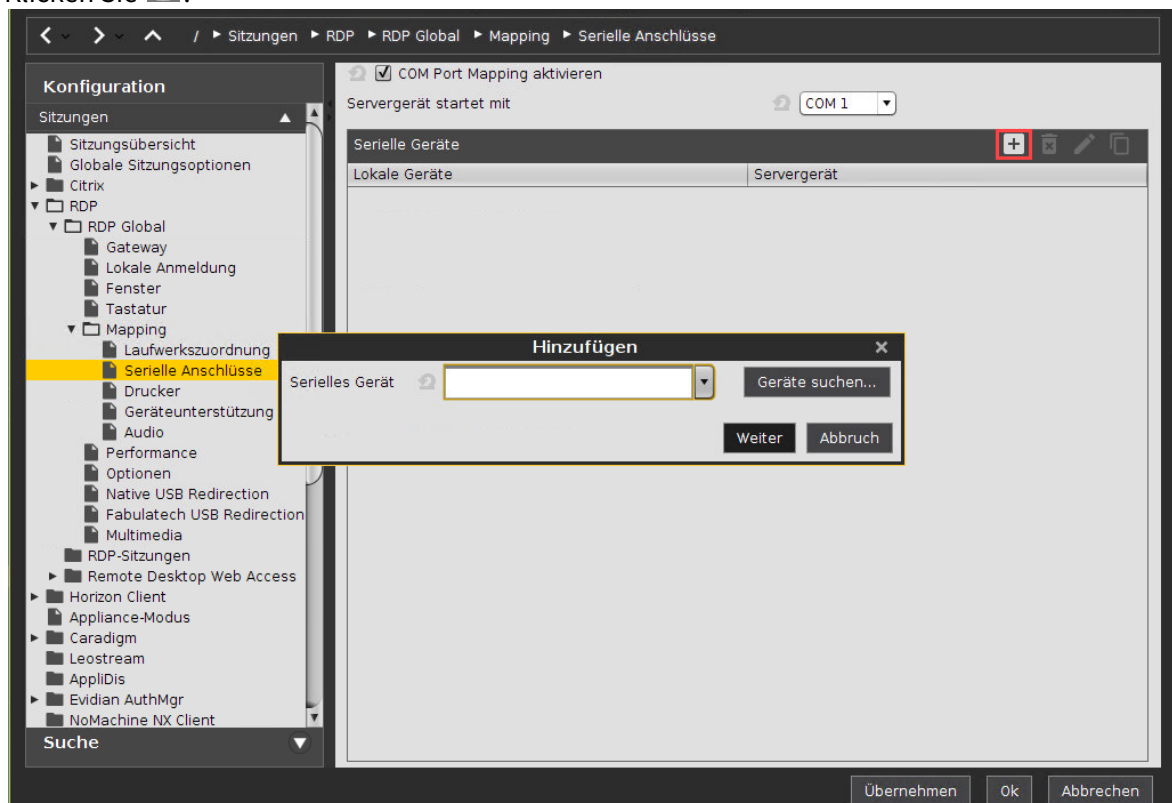 Klicken Sie
/ Sitzungen RDP RDP Global Mapping Serielle Anschlüsse
Konfiguration
Sitzungen
Sitzungsübersicht
Globale Sitzungsoptionen
Citrix
RDP
RDP Global
Gateway
Lokale Anmeldung
Fenster
Tastatur
Mapping
Laufwerkszuordnung
Serielle Anschlüsse
Drucker
Geräteunterstützung
Audio
Performance
Optionen
Native USB Redirection
Fabulatech USB Redirection
Multimedia
RDP-Sitzungen
Remote Desktop Web Access
Horizon Client
Appliance-Modus
Caradigm
Leostream
AppliDis
Evidian AuthMgr
NoMachine NX Client
Suche
COM Port Mapping aktivieren
Servergerät startet mit COM 1
Serielle Geräte
Lokale Geräte Servergerät
Hinzufügen
Serielles Gerät Geräte suchen...
Weiter Abbruch
Übernehmen Ok Abbrechen